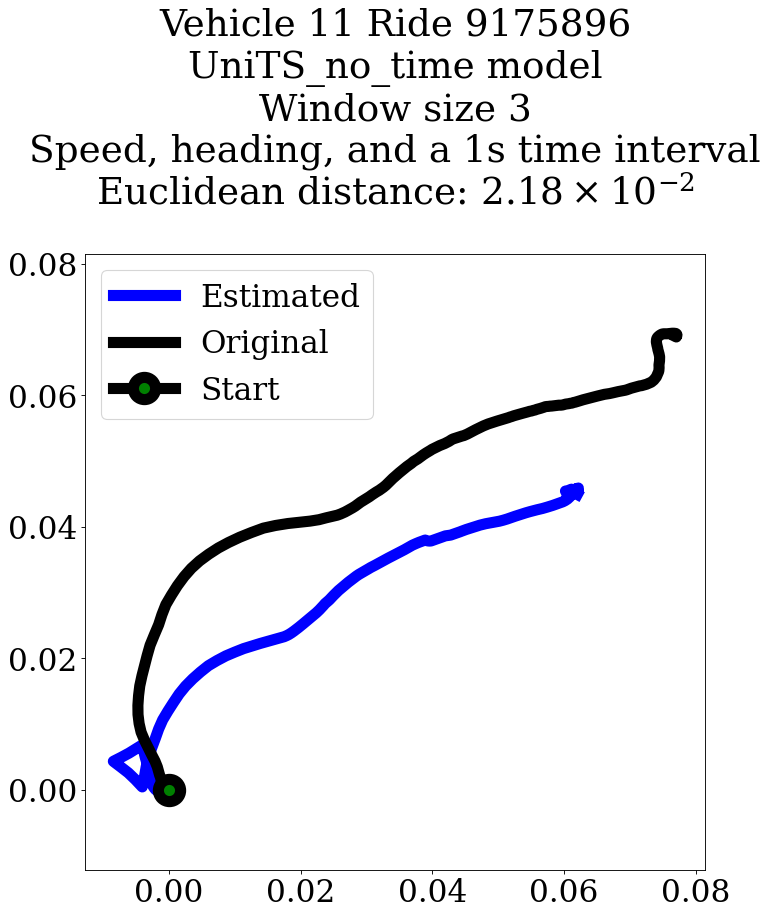 Vehicle 11 Ride 9175896
UniTS_no_time model
Window size 3
Speed, heading, and a 1s time interval
Euclidean distance: 2.18 × 10⁻²
0.08
0.06
0.04
0.02
0.00
Estimated
Original
Start
0.00 0.02 0.04 0.06 0.08